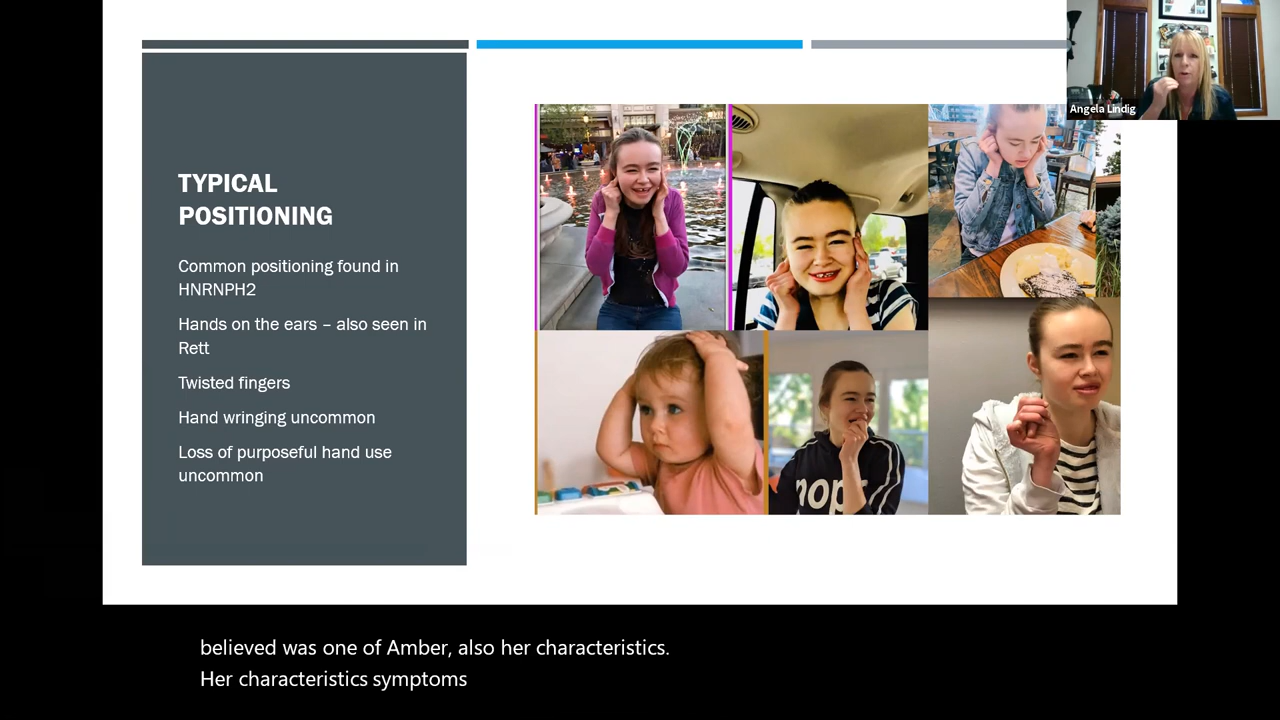 Angela Lindig
TYPICAL
POSITIONING
Common positioning found in
HNRNPH2
Hands on the ears – also seen in
Rett
Twisted fingers
Hand wringing uncommon
Loss of purposeful hand use
uncommon
nope
believed was one of Amber, also her characteristics.
Her characteristics symptoms